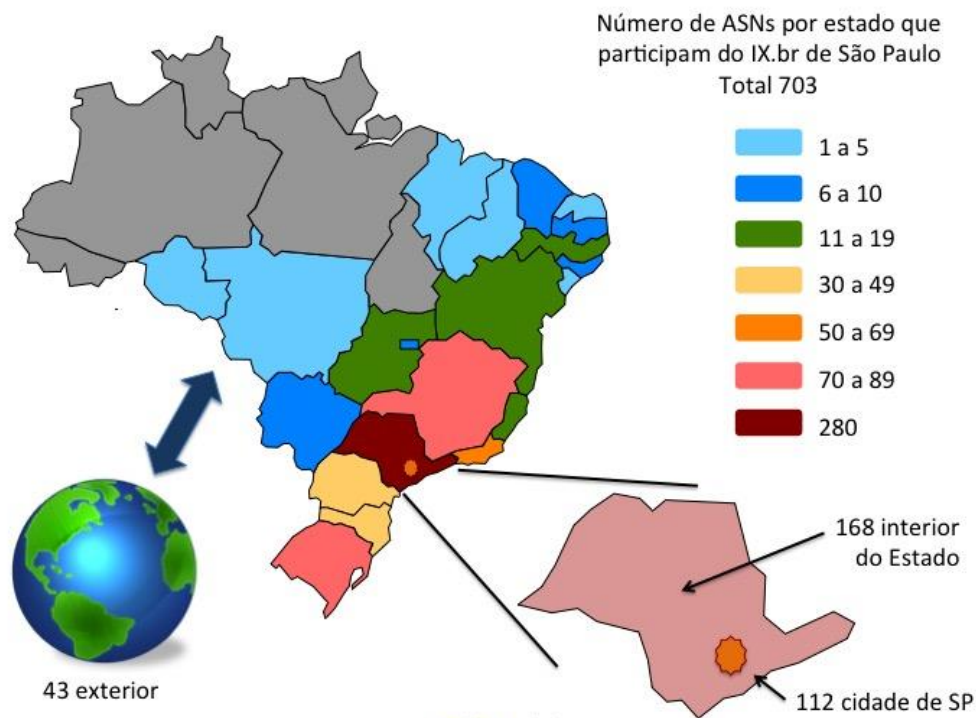 Número de ASNs por estado que
participam do IX.br de São Paulo
Total 703
1 a 5
6 a 10
11 a 19
30 a 49
50 a 69
70 a 89
280
168 interior
do Estado
43 exterior
112 cidade de SP